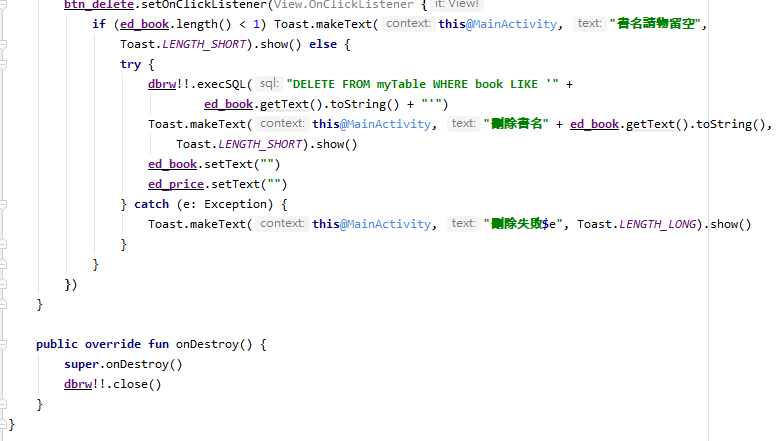 btn_delete.setOnClickListener(View.OnClickListener { it: View!
if (ed_book.length() < 1) Toast.makeText( context: this@MainActivity, text: "書名請物留空",
Toast.LENGTH_SHORT).show() else {
try {
dbrw!!.execSQL( sql: "DELETE FROM myTable WHERE book LIKE '" +
ed_book.getText().toString() + "'")
Toast.makeText( context: this@MainActivity, text: "刪除書名" + ed_book.getText().toString(),
Toast.LENGTH_SHORT).show()
ed_book.setText("")
ed_price.setText("")
} catch (e: Exception) {
Toast.makeText( context: this@MainActivity, text: "刪除失敗$e", Toast.LENGTH_LONG).show()
}
}
})
}
public override fun onDestroy() {
super.onDestroy()
dbrw!!.close()
}
}